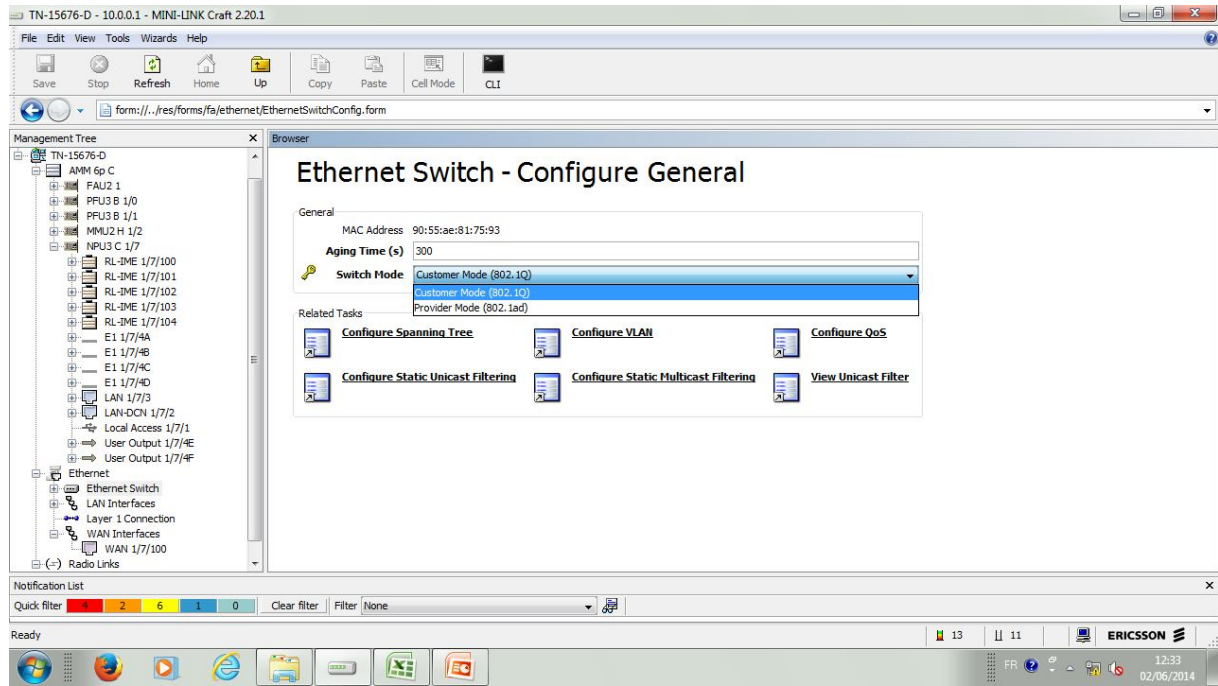 TN-15676-D - 10.0.0.1 - MINI-LINK Craft 2.20.1
File Edit View Tools Wizards Help
Save Stop Refresh Home Up Copy Paste Cell Mode CLI
form://../res/forms/fa/ethernet/EthernetSwitchConfig.form
Management Tree
TN-15676-D
AMM 6p C
FAU2 1
PFU3 B 1/0
PFU3 B 1/1
MMU2 H 1/2
NPU3 C 1/7
RL-IME 1/7/100
RL-IME 1/7/101
RL-IME 1/7/102
RL-IME 1/7/103
RL-IME 1/7/104
E1 1/7/4A
E1 1/7/4B
E1 1/7/4C
E1 1/7/4D
LAN 1/7/3
LAN-DCN 1/7/2
Local Access 1/7/1
User Output 1/7/4E
User Output 1/7/4F
Ethernet
Ethernet Switch
LAN Interfaces
Layer 1 Connection
WAN Interfaces
WAN 1/7/100
Radio Links
Browser
Ethernet Switch - Configure General
General
MAC Address 90:55:ae:81:75:93
Aging Time (s) 300
Switch Mode Customer Mode (802.1Q)
Customer Mode (802.1Q)
Provider Mode (802.1ad)
Related Tasks
Configure Spanning Tree Configure VLAN Configure QoS
Configure Static Unicast Filtering Configure Static Multicast Filtering View Unicast Filter
Notification List
Quick filter 4 2 6 1 0 Clear filter Filter None
Ready 13 11 ERICSSON
FR 12:33
02/06/2014